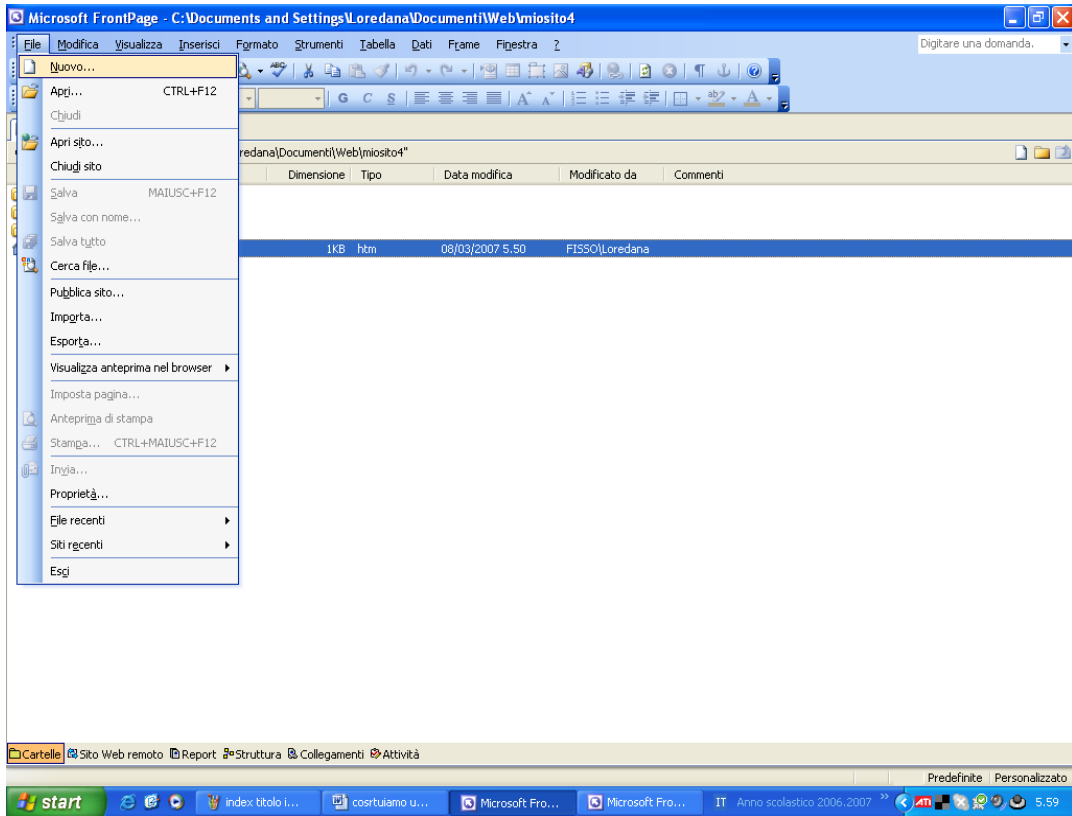 Microsoft FrontPage - C:\Documents and Settings\Loredana\Documenti\Web\miosito4
File Modifica Visualizza Inserisci Formato Strumenti Tabella Dati Frame Finestra ? Digitare una domanda.
Nuovo...
Apri... CTRL+F12
G C S
Chiudi
Apri sito...
redana\Documenti\Web\miosito4"
Chiudi sito
Dimensione Tipo Data modifica Modificato da Commenti
Salva MAIUSC+F12
Salva con nome...
Salva tutto
1KB htm 08/03/2007 5.50 FISSO\Loredana
Cerca file...
Pubblica sito...
Importa...
Esporta...
Visualizza anteprima nel browser
Imposta pagina...
Anteprima di stampa
Stampa... CTRL+MAIUSC+F12
Invia...
Proprietà...
File recenti
Siti recenti
Esci
Cartelle Sito Web remoto Report Struttura Collegamenti Attività
Predefinite Personalizzato
start index titolo i... cosrtuiamo u... Microsoft Fro... Microsoft Fro... IT Anno scolastico 2006.2007 » ATI 5.59